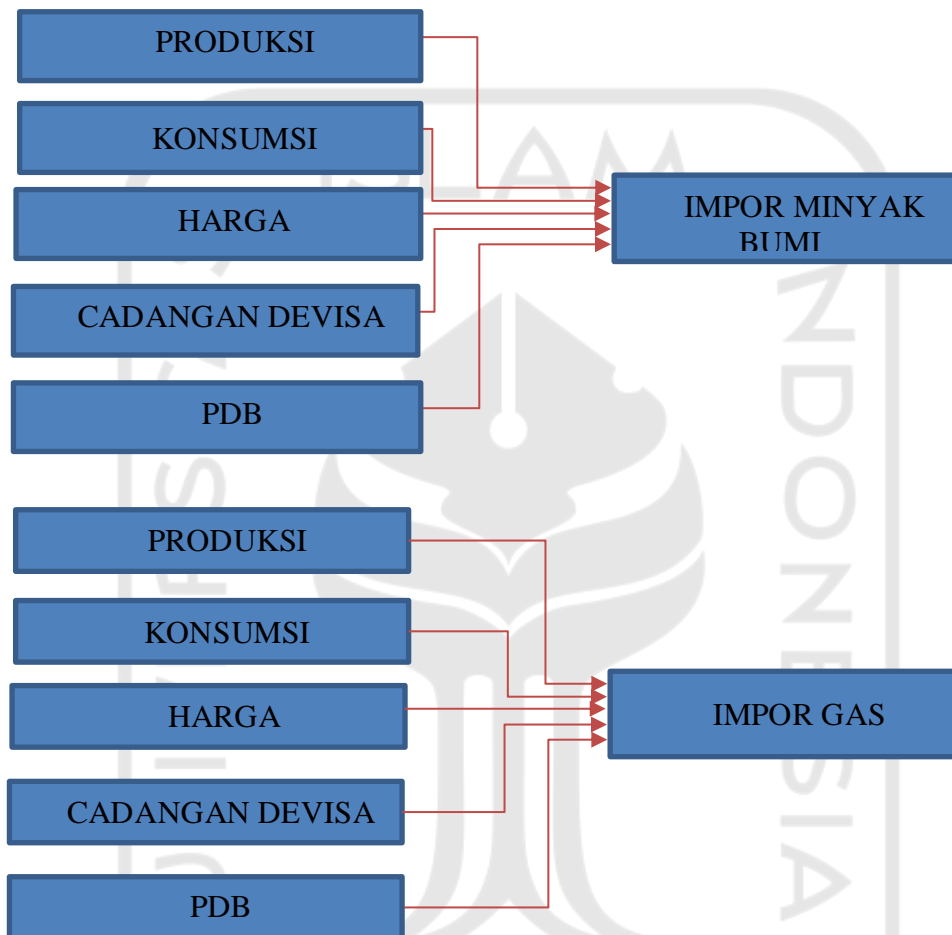 PRODUKSI
KONSUMSI
HARGA
CADANGAN DEVISA
PDB
IMPOR MINYAK
BUMI
PRODUKSI
KONSUMSI
HARGA
CADANGAN DEVISA
PDB
IMPOR GAS